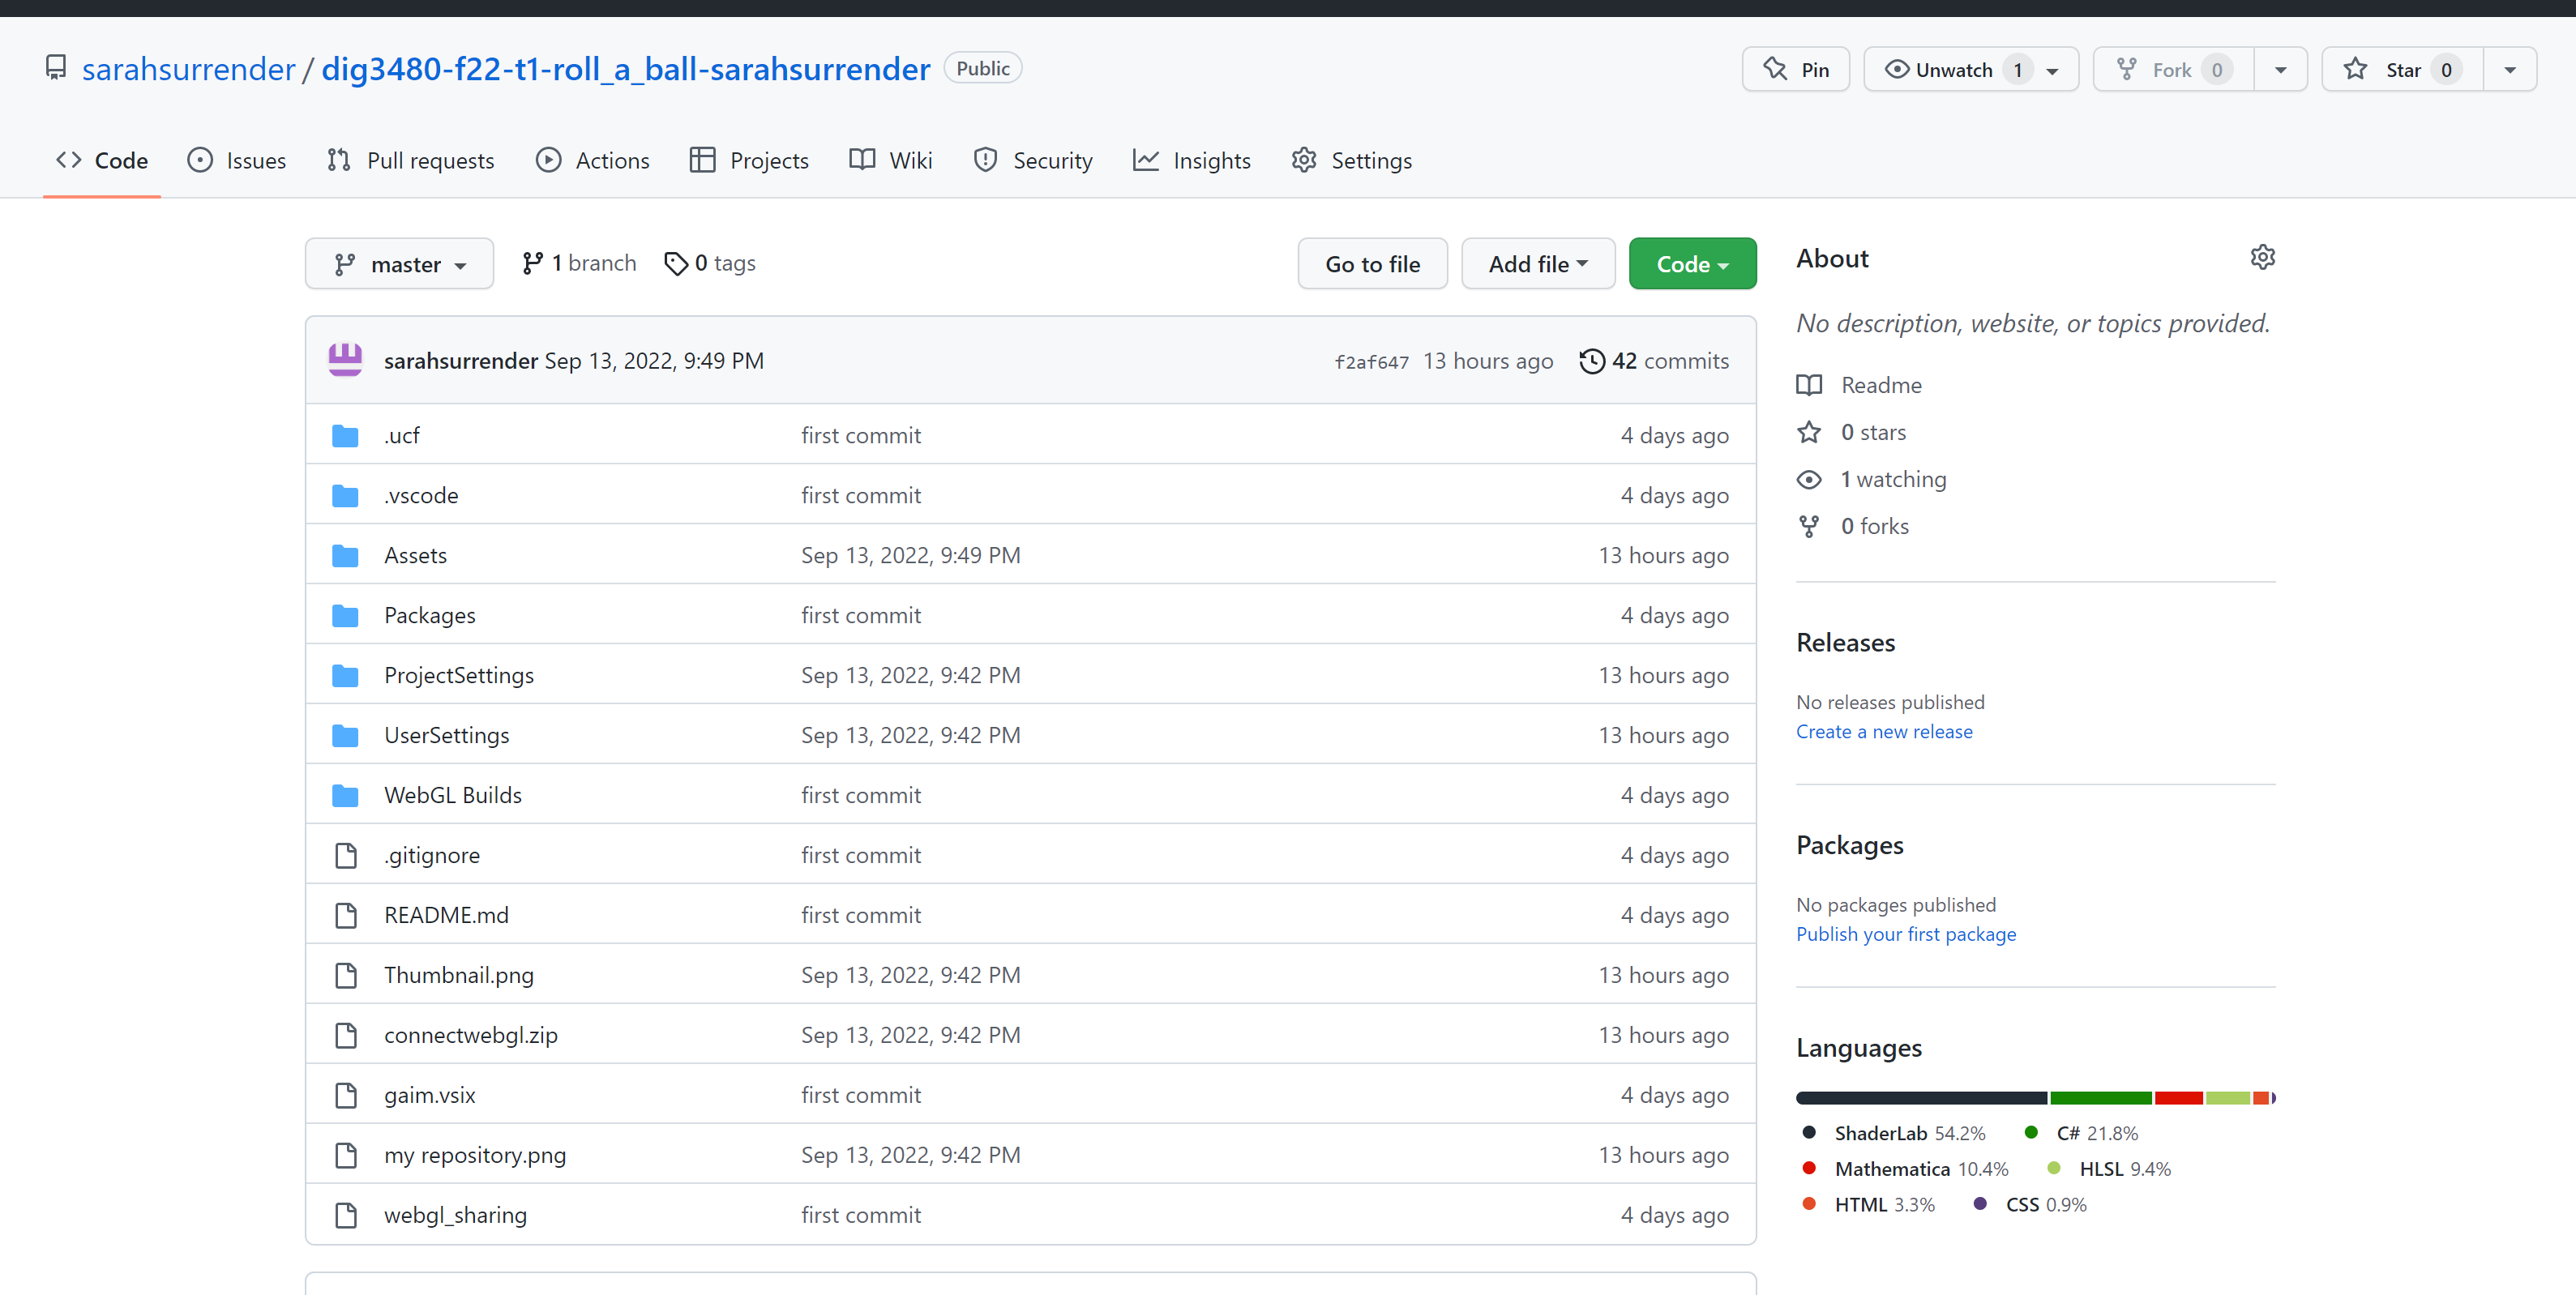 sarahsurrender / dig3480-f22-t1-roll_a_ball-sarahsurrender Public
Pin Unwatch 1 Fork 0 Star 0
Code Issues Pull requests Actions Projects Wiki Security Insights Settings
master 1 branch 0 tags Go to file Add file Code
sarahsurrender Sep 13, 2022, 9:49 PM f2af647 13 hours ago 42 commits
.ucf first commit 4 days ago
.vscode first commit 4 days ago
Assets Sep 13, 2022, 9:49 PM 13 hours ago
Packages first commit 4 days ago
ProjectSettings Sep 13, 2022, 9:42 PM 13 hours ago
UserSettings Sep 13, 2022, 9:42 PM 13 hours ago
WebGL Builds first commit 4 days ago
.gitignore first commit 4 days ago
README.md first commit 4 days ago
Thumbnail.png Sep 13, 2022, 9:42 PM 13 hours ago
connectwebgl.zip Sep 13, 2022, 9:42 PM 13 hours ago
gaim.vsix first commit 4 days ago
my repository.png Sep 13, 2022, 9:42 PM 13 hours ago
webgl_sharing first commit 4 days ago
About
No description, website, or topics provided.
Readme
0 stars
1 watching
0 forks
Releases
No releases published
Create a new release
Packages
No packages published
Publish your first package
Languages
ShaderLab 54.2% C# 21.8%
Mathematica 10.4% HLSL 9.4%
HTML 3.3% CSS 0.9%